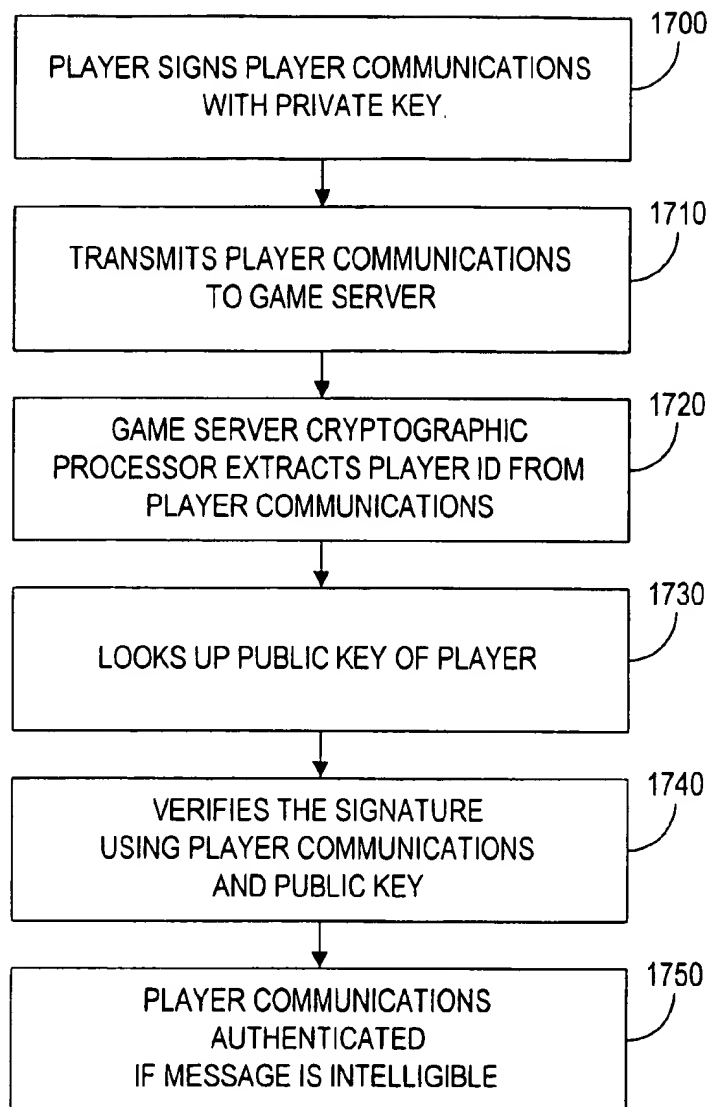 1700
PLAYER SIGNS PLAYER COMMUNICATIONS
WITH PRIVATE KEY.
1710
TRANSMITS PLAYER COMMUNICATIONS
TO GAME SERVER
1720
GAME SERVER CRYPTOGRAPHIC
PROCESSOR EXTRACTS PLAYER ID FROM
PLAYER COMMUNICATIONS
1730
LOOKS UP PUBLIC KEY OF PLAYER
1740
VERIFIES THE SIGNATURE
USING PLAYER COMMUNICATIONS
AND PUBLIC KEY
1750
PLAYER COMMUNICATIONS
AUTHENTICATED
IF MESSAGE IS INTELLIGIBLE